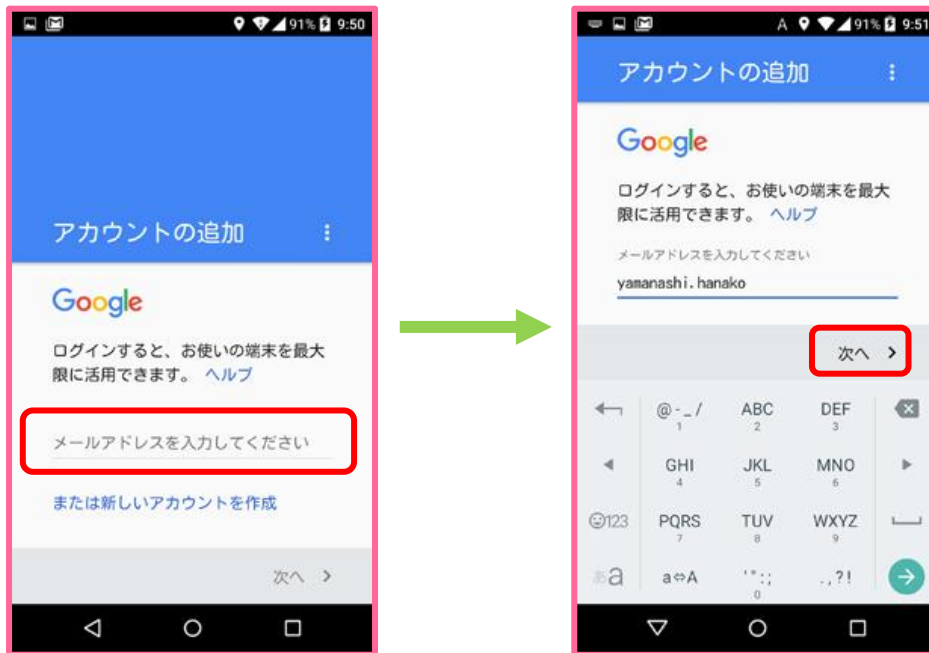 91% 9:50
アカウントの追加
Google
ログインすると、お使いの端末を最大
限に活用できます。 ヘルプ
メールアドレスを入力してください
または新しいアカウントを作成
次へ
A 91% 9:51
アカウントの追加
Google
ログインすると、お使いの端末を最大
限に活用できます。 ヘルプ
メールアドレスを入力してください
yamanashi.hanako
次へ
@-_/ ABC DEF
1 2 3
GHI JKL MNO
4 5 6
123 PQRS TUV WXYZ
7 8 9
あa a⇔A '":; .,?!
0